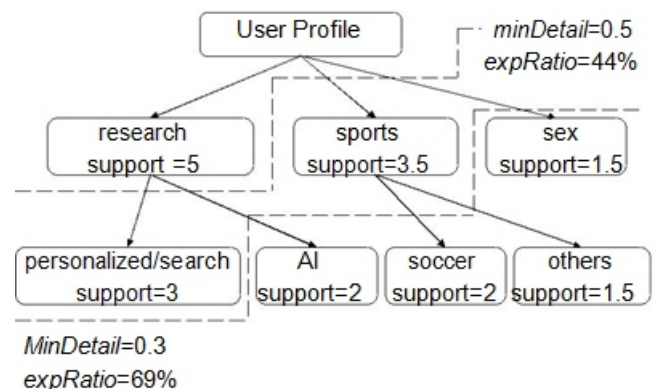 User Profile
minDetail=0.5
expRatio=44%
research
support =5
sports
support=3.5
sex
support=1.5
personalized/search
support=3
AI
support=2
soccer
support=2
others
support=1.5
MinDetail=0.3
expRatio=69%